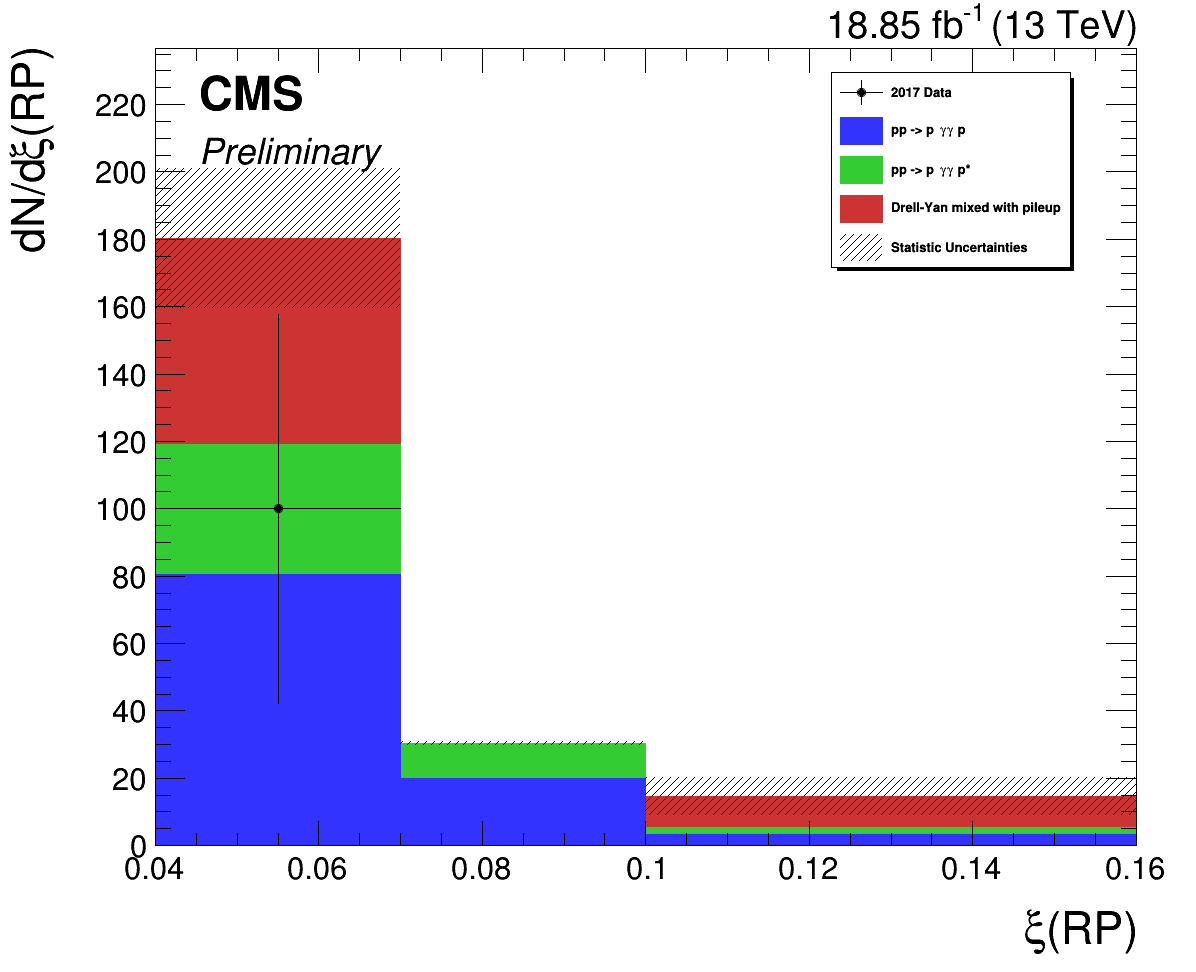 18.85 fb⁻¹ (13 TeV)
dN/dξ(RP)
CMS
Preliminary
2017 Data
pp -> p γγ p
pp -> p γγ p*
Drell-Yan mixed with pileup
Statistic Uncertainties
220
200
180
160
140
120
100
80
60
40
20
0
0.04 0.06 0.08 0.1 0.12 0.14 0.16
ξ(RP)